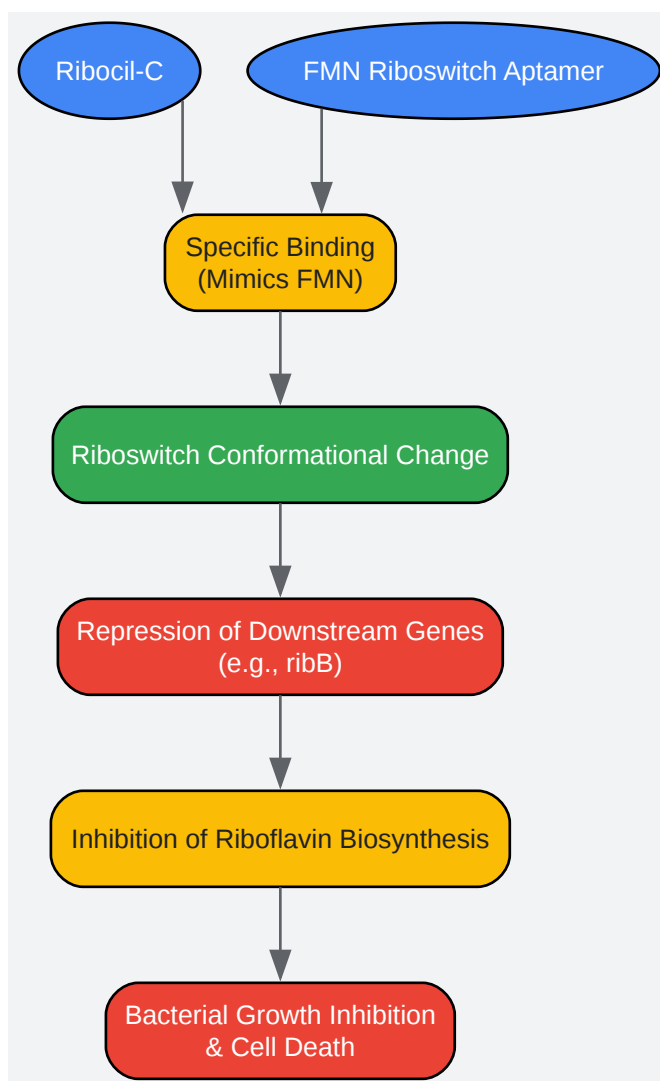 Ribocil-C
FMN Riboswitch Aptamer
Specific Binding
(Mimics FMN)
Riboswitch Conformational Change
Repression of Downstream Genes
(e.g., ribB)
Inhibition of Riboflavin Biosynthesis
Bacterial Growth Inhibition
& Cell Death